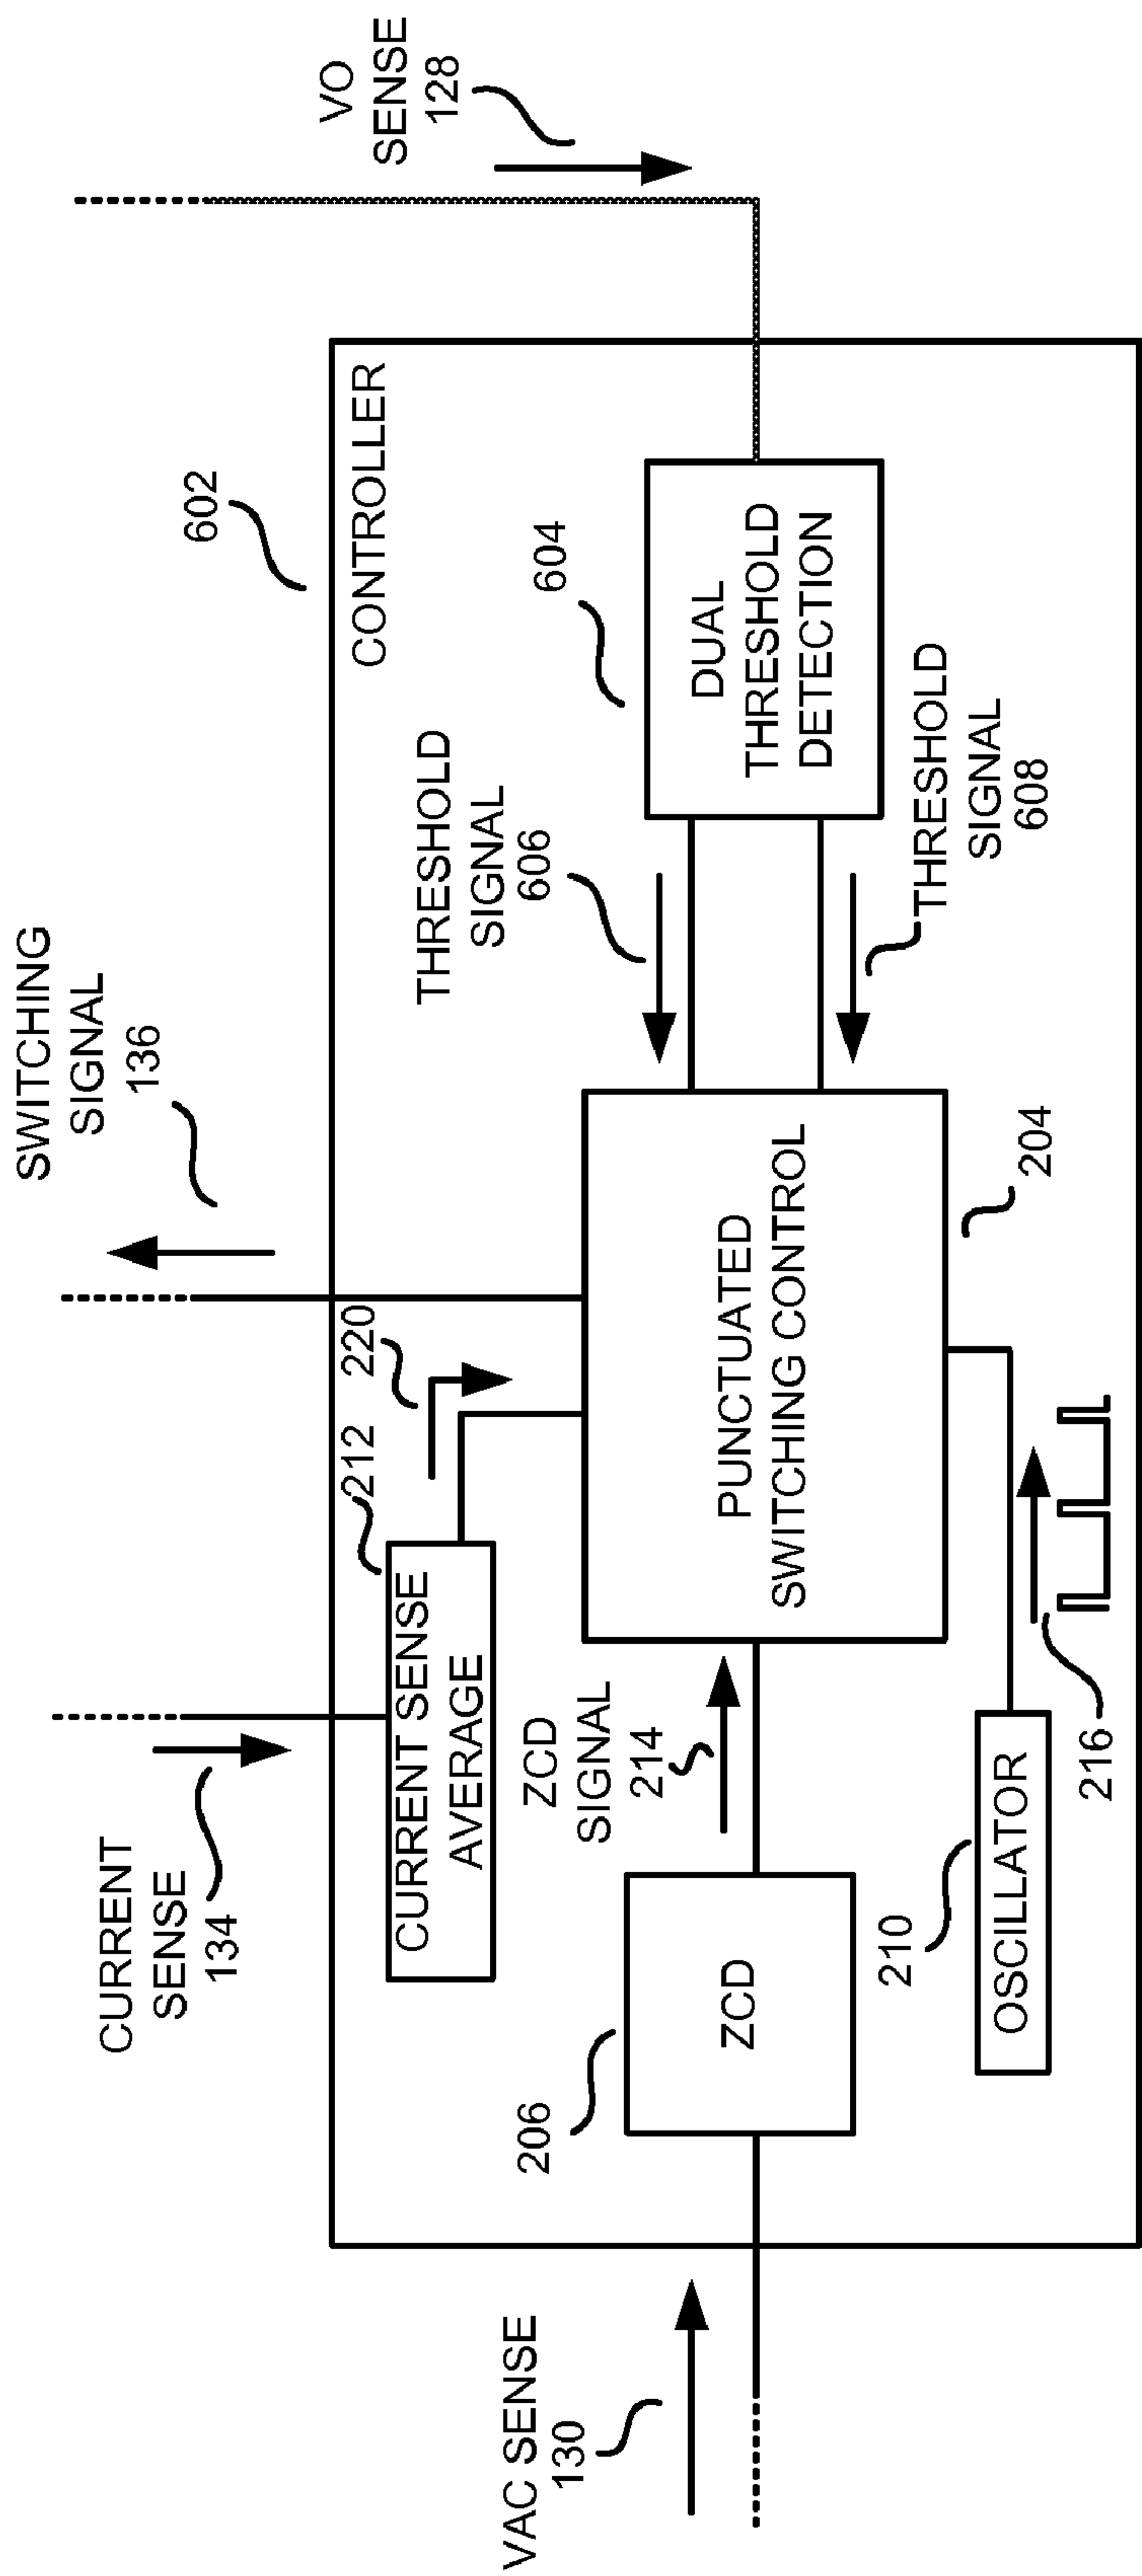 SWITCHING
SIGNAL
136
CURRENT
SENSE
134
VO
SENSE
128
602
CONTROLLER
212
220
CURRENT SENSE
AVERAGE
THRESHOLD
SIGNAL
606
604
VAC SENSE
130
206
ZCD
ZCD
SIGNAL
214
PUNCTUATED
SWITCHING CONTROL
DUAL
THRESHOLD
DETECTION
THRESHOLD
SIGNAL
608
210
OSCILLATOR
216
204